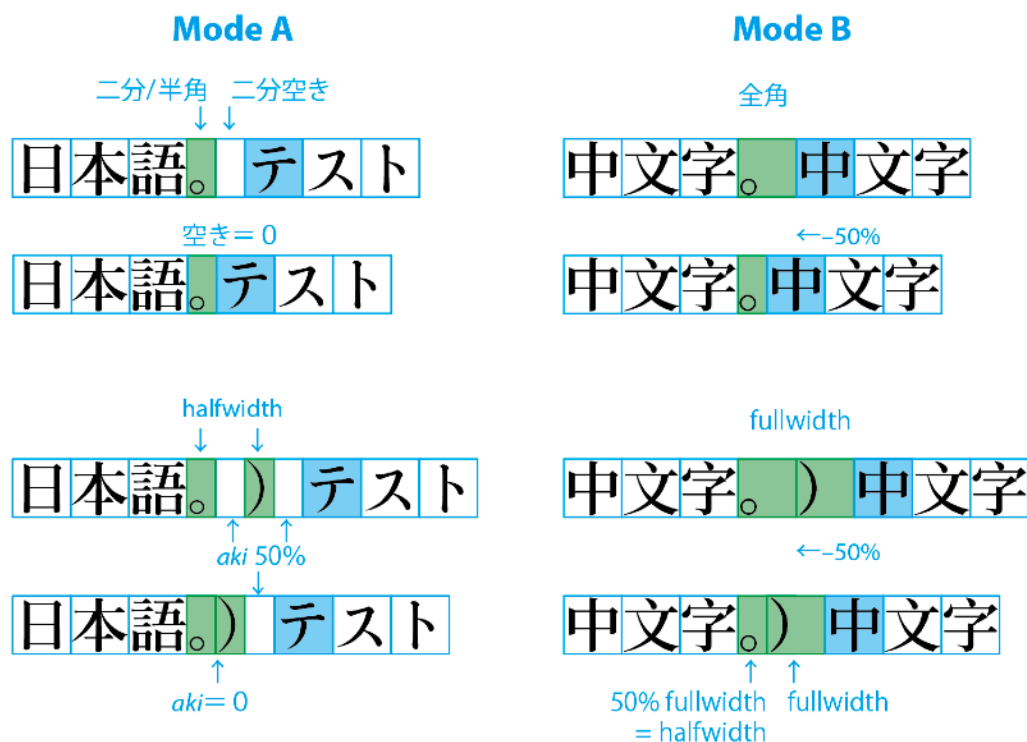 Mode A
Mode B
二分/半角
二分空き
全角
日本語。テスト
中文字。中文字
空き＝0
←–50%
日本語。テスト
中文字。中文字
halfwidth
fullwidth
日本語。）テスト
中文字。）中文字
aki 50%
←–50%
日本語。）テスト
中文字。）中文字
aki＝0
50% fullwidth
= halfwidth
fullwidth